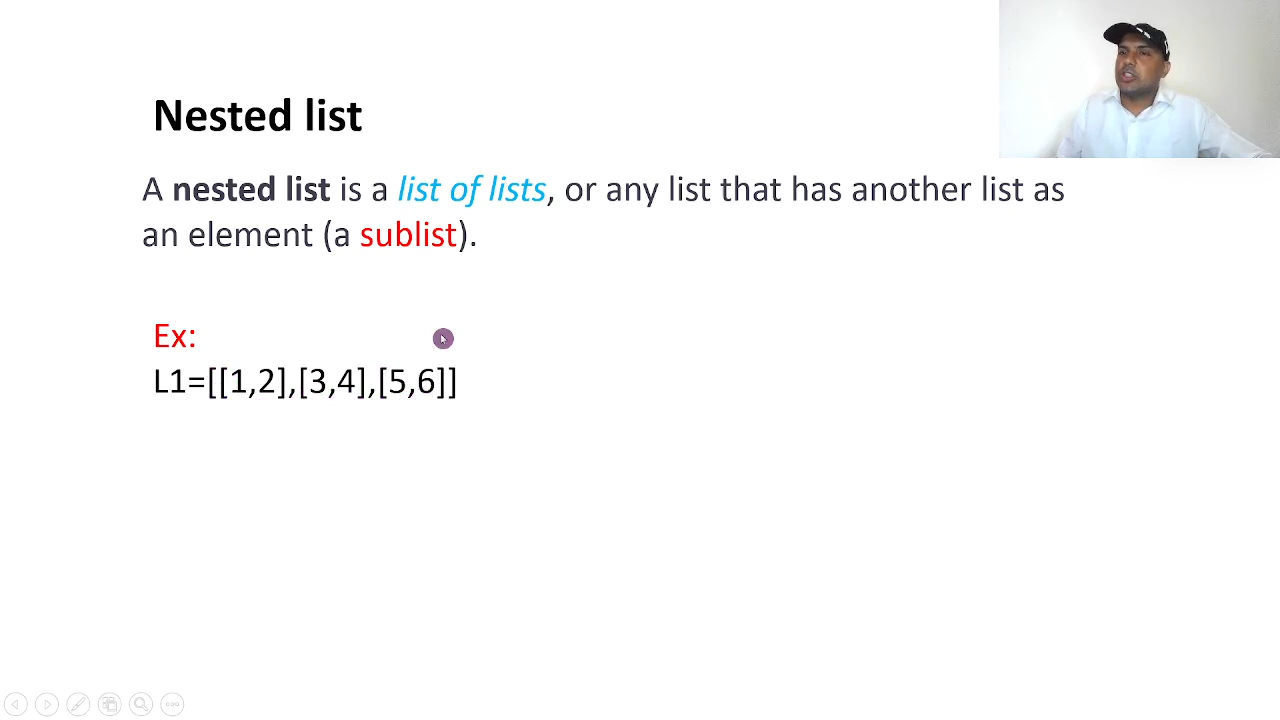 Nested list
A nested list is a list of lists, or any list that has another list as
an element (a sublist).
Ex:
L1=[[1,2],[3,4],[5,6]]